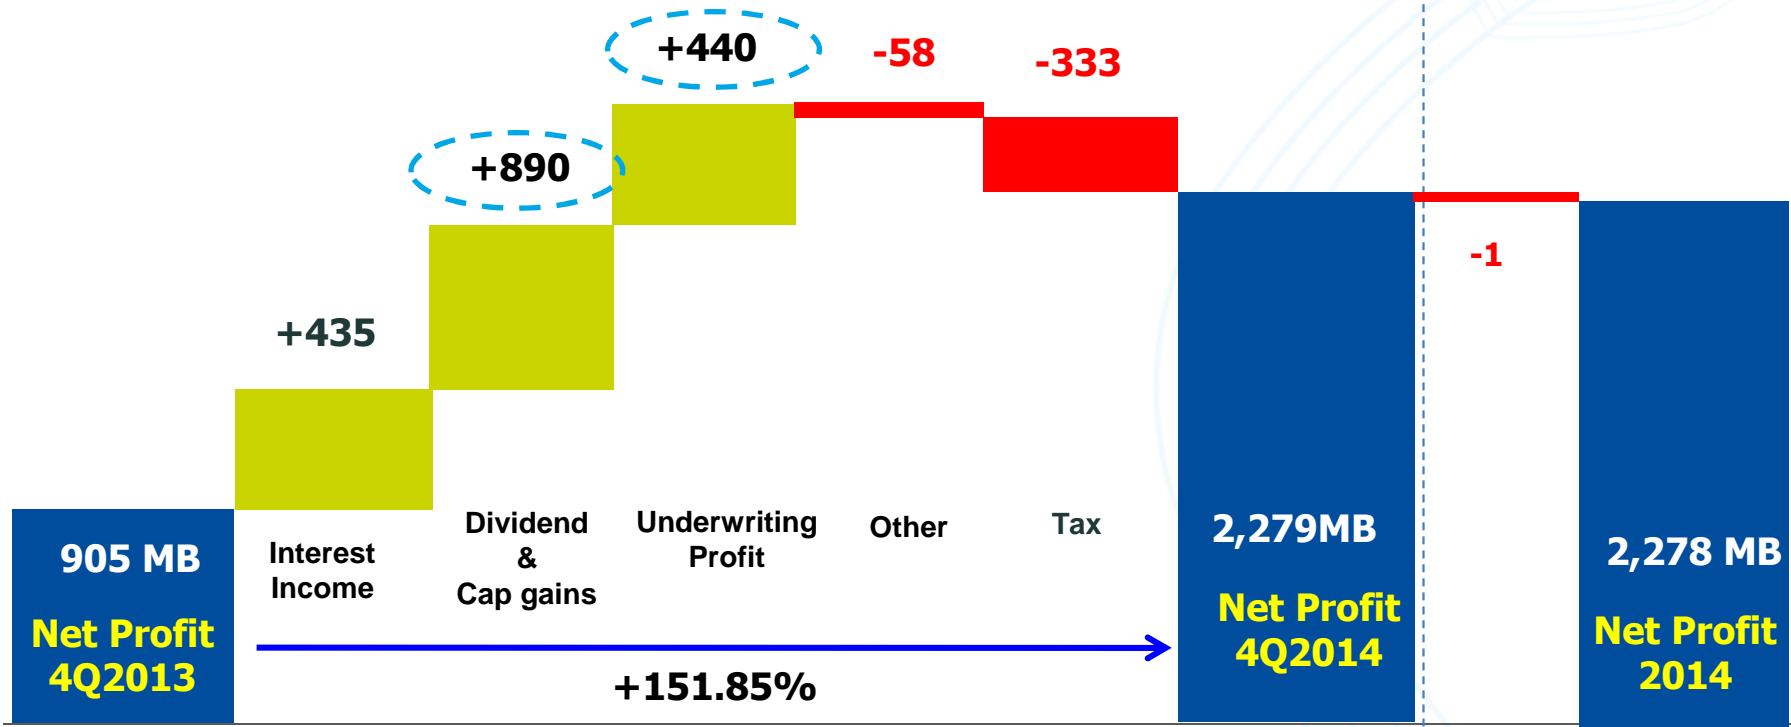 +440
-58
-333
+890
-1
+435
Dividend
&
Cap gains
Underwriting
Profit
Other
Tax
2,279MB
905 MB
Interest
Income
2,278 MB
Net Profit
4Q2013
Net Profit
4Q2014
Net Profit
2014
+151.85%